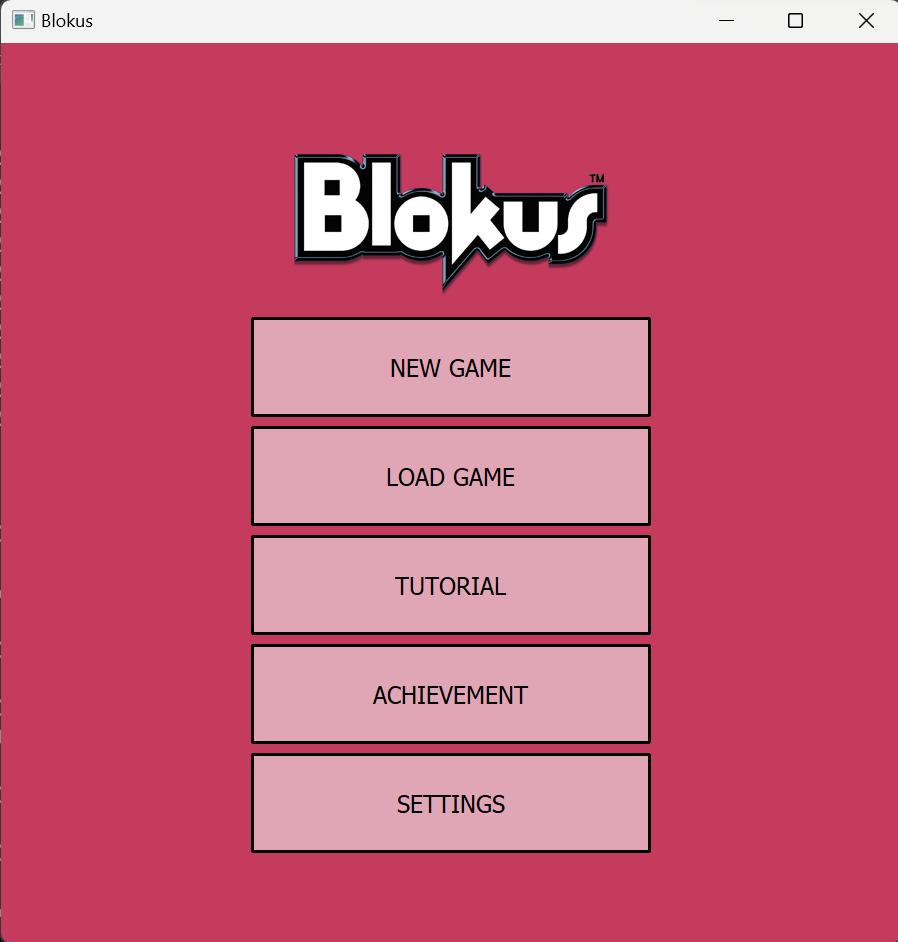 Blokus
Blokus™
NEW GAME
LOAD GAME
TUTORIAL
ACHIEVEMENT
SETTINGS